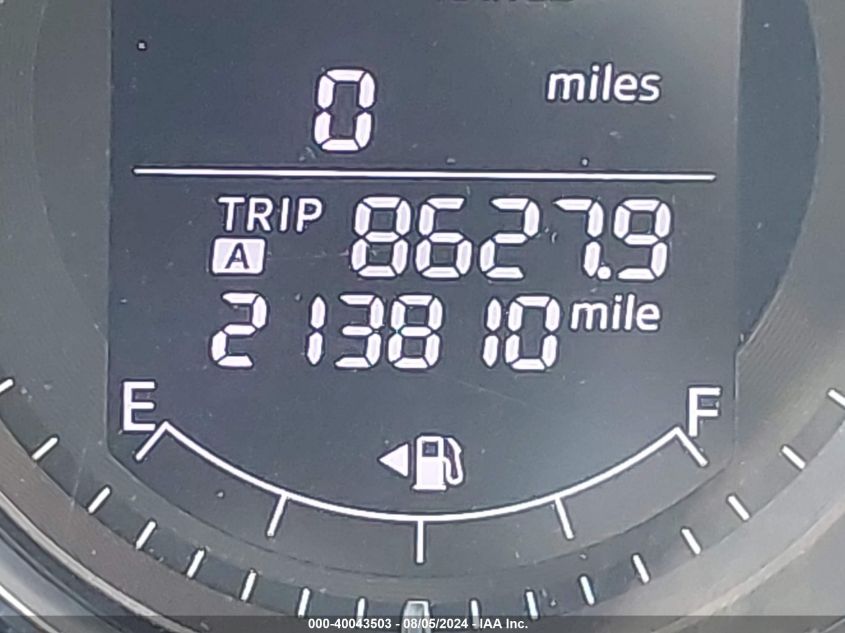 0 miles
TRIP A 8627.9
213810 mile
E F
000-40043503 - 08/05/2024 - IAA Inc.